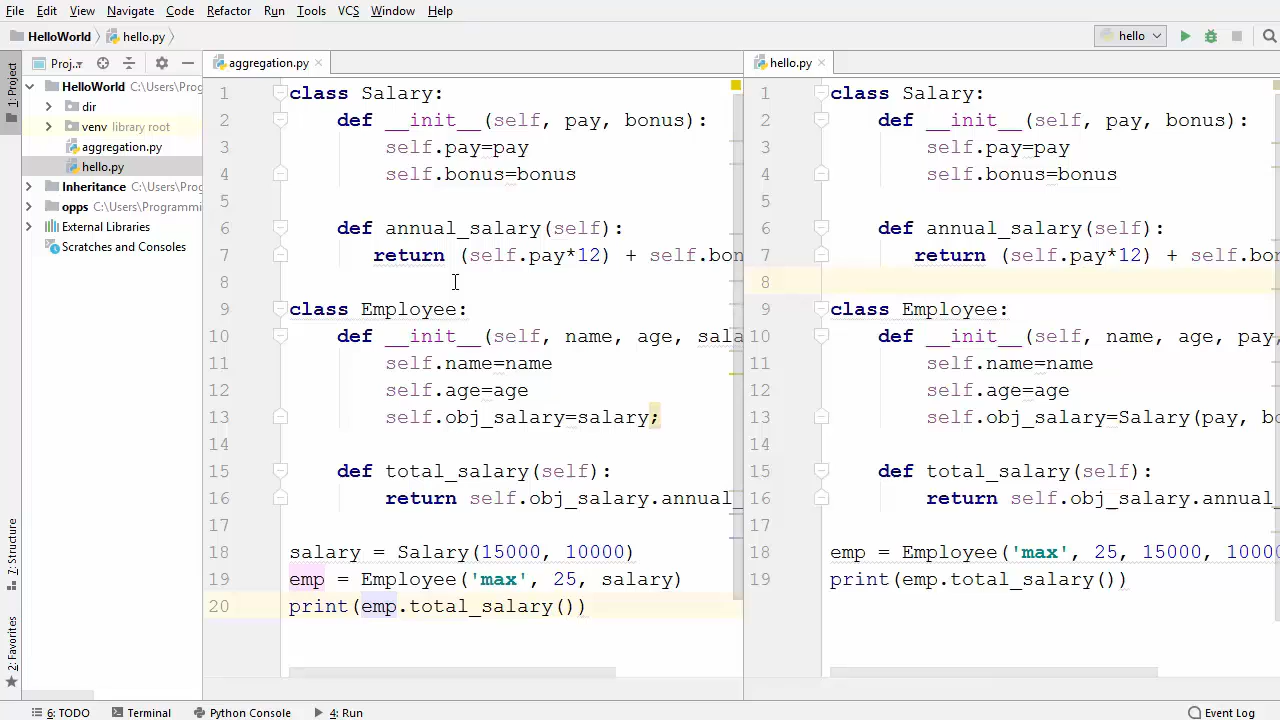 File Edit View Navigate Code Refactor Run Tools VCS Window Help
HelloWorld hello.py hello
Proj..
1: Project
HelloWorld C:\Users\Prog
dir
venv library root
aggregation.py
hello.py
Inheritance C:\Users\Prog
opps C:\Users\Programmi
External Libraries
Scratches and Consoles
7: Structure
2: Favorites
aggregation.py
1 class Salary:
2 def __init__(self, pay, bonus):
3 self.pay=pay
4 self.bonus=bonus
5
6 def annual_salary(self):
7 return (self.pay*12) + self.bon
8
9 class Employee:
10 def __init__(self, name, age, sala
11 self.name=name
12 self.age=age
13 self.obj_salary=salary;
14
15 def total_salary(self):
16 return self.obj_salary.annual_
17
18 salary = Salary(15000, 10000)
19 emp = Employee('max', 25, salary)
20 print(emp.total_salary())
hello.py
1 class Salary:
2 def __init__(self, pay, bonus):
3 self.pay=pay
4 self.bonus=bonus
5
6 def annual_salary(self):
7 return (self.pay*12) + self.bo
8
9 class Employee:
10 def __init__(self, name, age, pay,
11 self.name=name
12 self.age=age
13 self.obj_salary=Salary(pay, bo
14
15 def total_salary(self):
16 return self.obj_salary.annual
17
18 emp = Employee('max', 25, 15000, 1000
19 print(emp.total_salary())
6: TODO Terminal Python Console 4: Run Event Log